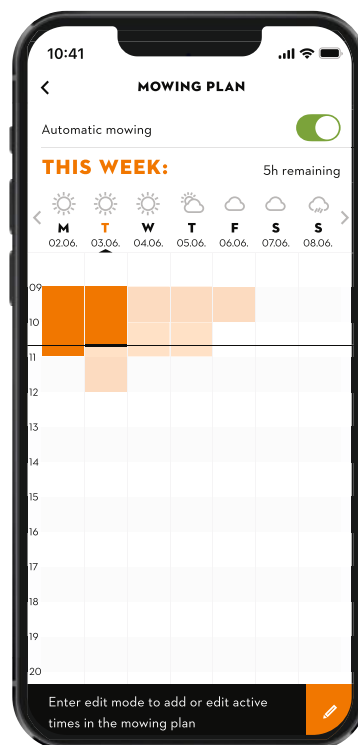 10:41
MOWING PLAN
Automatic mowing
THIS WEEK:
5h remaining
M T W T F S S
02.06. 03.06. 04.06. 05.06. 06.06. 07.06. 08.06.
09
10
11
12
13
14
15
16
17
18
19
20
Enter edit mode to add or edit active
times in the mowing plan